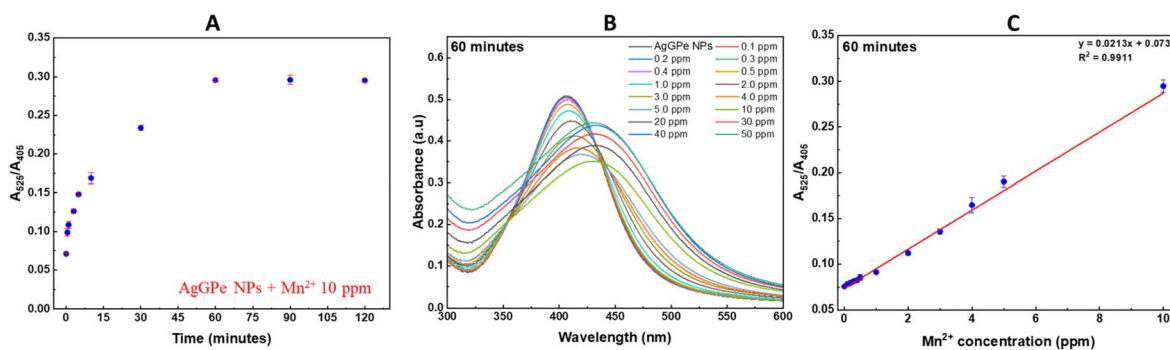 A
A₅₂₅/A₄₀₅
0.35
0.30
0.25
0.20
0.15
0.10
0.05
0.00
AgGPe NPs + Mn²⁺ 10 ppm
0 15 30 45 60 75 90 105 120
Time (minutes)
B
60 minutes
AgGPe NPs 0.1 ppm
0.2 ppm 0.3 ppm
0.4 ppm 0.5 ppm
1.0 ppm 2.0 ppm
3.0 ppm 4.0 ppm
5.0 ppm 10 ppm
20 ppm 30 ppm
40 ppm 50 ppm
Absorbance (a.u)
0.6
0.5
0.4
0.3
0.2
0.1
0.0
300 350 400 450 500 550 600
Wavelength (nm)
C
60 minutes
y = 0.0213x + 0.073
R² = 0.9911
A₅₂₅/A₄₀₅
0.35
0.30
0.25
0.20
0.15
0.10
0.05
0 2 4 6 8 10
Mn²⁺ concentration (ppm)